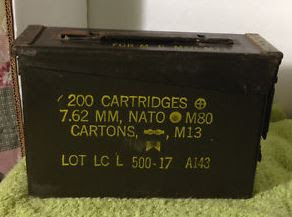 200 CARTRIDGES
7.62 MM, NATO M80
CARTONS, M13
LOT LC L 500-17 A143